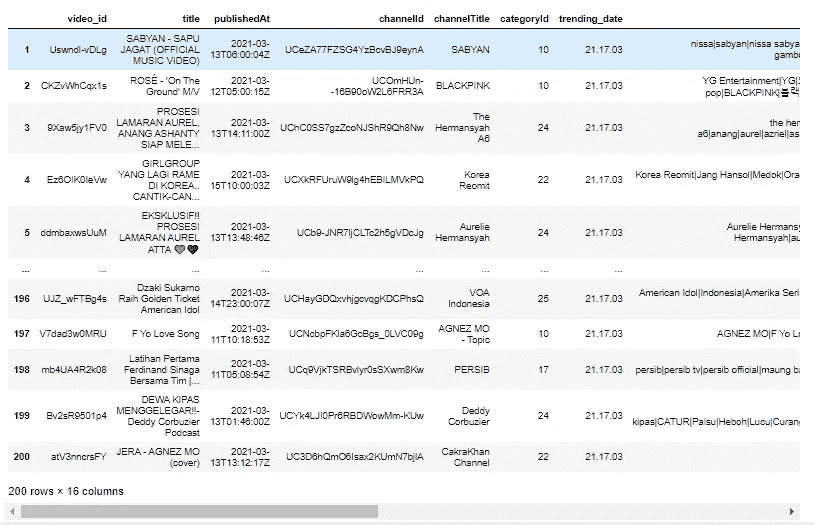 video_id title publishedAt channelId channelTitle categoryId trending_date
1 Uswndl-vDLg SABYAN - SAPU JAGAT (OFFICIAL MUSIC ViDEO) 2021-03-13T06:00:04Z UCeZA77FZSG4YzBcvBJ9eynA SABYAN 10 21.17.03 nissa|sabyan|nissa sabya
2 CKZvWhCqx1s ROSÉ - 'On The Ground' M/V 2021-03-12T05:00:15Z UCOmHUn--16B90oW2L6FRR3A BLACKPINK 10 21.17.03 YG Entertainment|YG| pop|BLACKPINK|블랙
3 9Xaw5jy1FV0 PROSESI LAMARAN AUREL, ANANG ASHANTY SIAP MELE... 2021-03-13T14:11:00Z UChC0SS7gzZcoNJShR9Qh8Nw The Hermansyah A6 24 21.17.03 the her a6|anang|aurel|azriel|as
4 Ez6OlK0leVw GIRLGROUP YANG LAGI RAME DI KOREA.. CANTIK-CAN... 2021-03-15T10:00:03Z UCXkRFUruW9lg4hEBILMVkPQ Korea Reomit 22 21.17.03 Korea Reomit|Jang Hansol|Medok|Ora
5 ddmbaxwsUuM EKSKLUSIF!! PROSESI LAMARAN AUREL ATTA 🩶🖤 2021-03-13T13:48:46Z UCb9-JNR7ljCLTc2h5gVDcJg Aurelie Hermansyah 24 21.17.03 Aurelie Hermansy Hermansyah|au
... ... ... ... ... ... ... ...
196 UJZ_wFTBg4s Dzaki Sukarno Raih Golden Ticket American Idol 2021-03-14T23:00:07Z UCHayGDQxvhjgcvqgKDCPhsQ VOA Indonesia 25 21.17.03 American Idol|Indonesia|Amerika Seri
197 V7dad3w0MRU F Yo Love Song 2021-03-11T10:18:53Z UCNcbpFKla6GcBgs_0LVC09g AGNEZ MO - Topic 10 21.17.03 AGNEZ MO|F Yo L
198 mb4UA4R2k08 Latihan Pertama Ferdinand Sinaga Bersama Tim |... 2021-03-11T05:08:54Z UCq9VjkTSRBvlyr0sSXwm8Kw PERSIB 17 21.17.03 persib|persib tv|persib official|maung ba
199 Bv2sR9501p4 DEWA KIPAS MENGGELEGAR!!- Deddy Corbuzier Podcast 2021-03-13T01:46:00Z UCYk4LJI0Pr6RBDWowMm-KUw Deddy Corbuzier 24 21.17.03 kipas|CATUR|Palsu|Heboh|Lucu|Curang
200 atV3nncrsFY JERA - AGNEZ MO (cover) 2021-03-13T13:12:17Z UC3D6hQmO6Isax2KUmN7bjlA CakraKhan Channel 22 21.17.03
200 rows × 16 columns